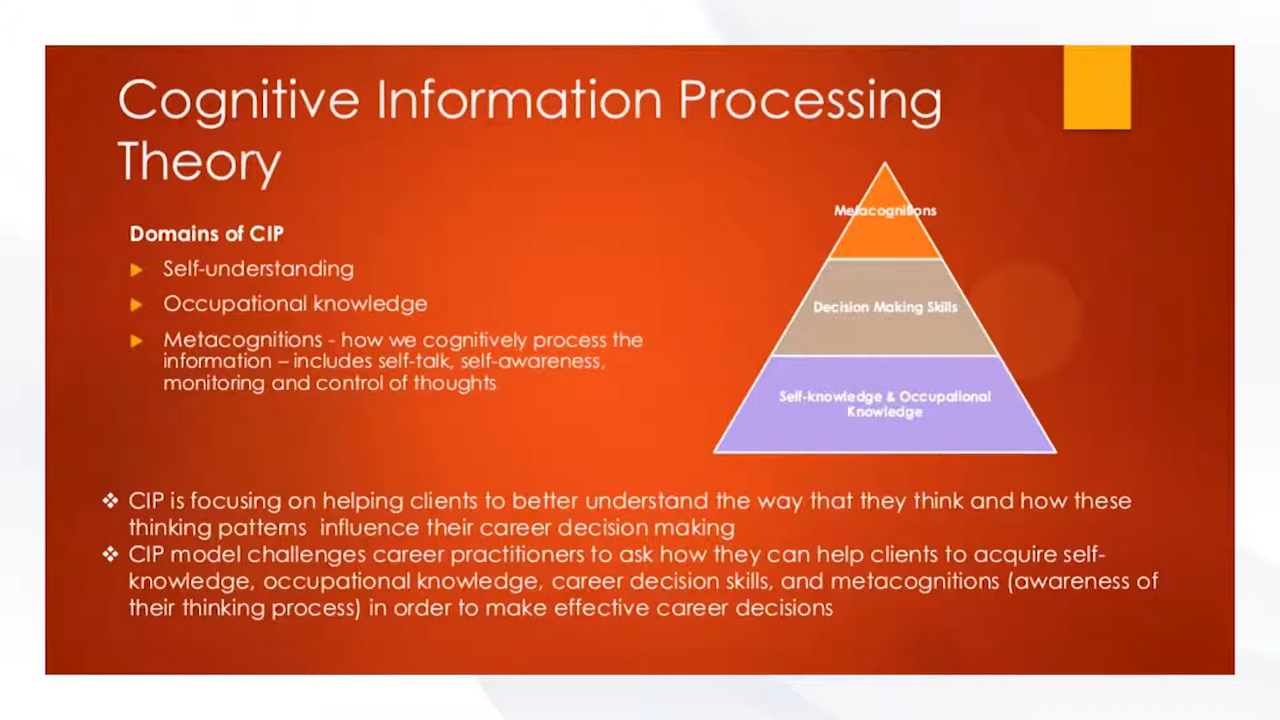 Cognitive Information Processing
Theory
Domains of CIP
Self-understanding
Occupational knowledge
Metacognitions - how we cognitively process the
information – includes self-talk, self-awareness,
monitoring and control of thoughts
Metacognitions
Decision Making Skills
Self-knowledge & Occupational
Knowledge
❖ CIP is focusing on helping clients to better understand the way that they think and how these
thinking patterns influence their career decision making
❖ CIP model challenges career practitioners to ask how they can help clients to acquire self-
knowledge, occupational knowledge, career decision skills, and metacognitions (awareness of
their thinking process) in order to make effective career decisions